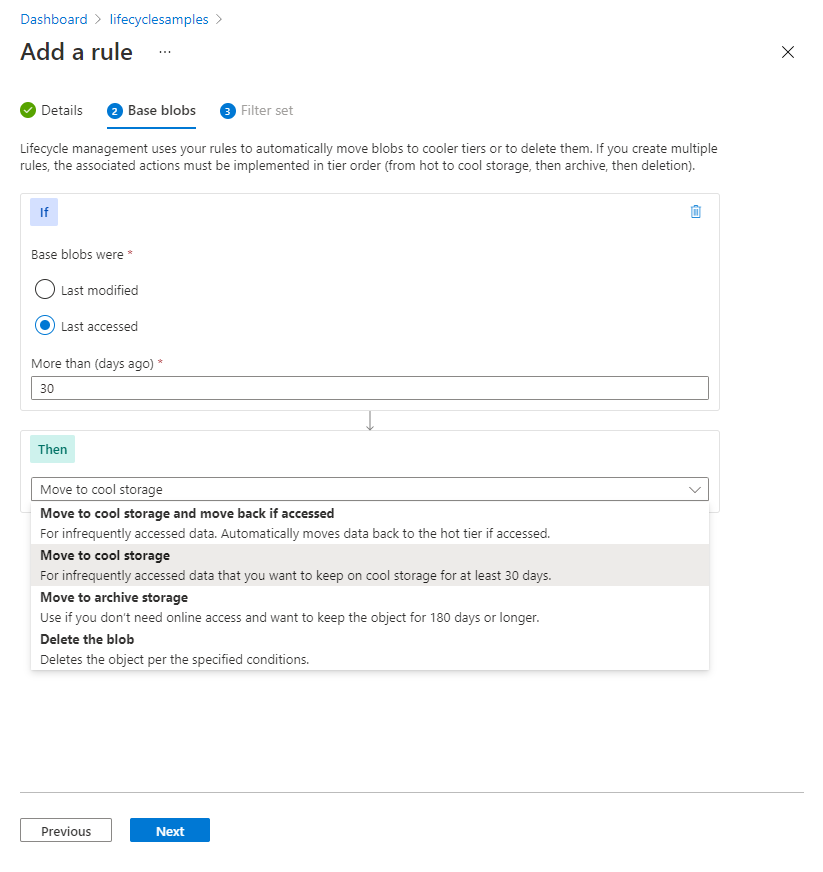 Dashboard > lifecyclesamples >
Add a rule ...
Details 2 Base blobs 3 Filter set
Lifecycle management uses your rules to automatically move blobs to cooler tiers or to delete them. If you create multiple
rules, the associated actions must be implemented in tier order (from hot to cool storage, then archive, then deletion).
If
Base blobs were *
Last modified
Last accessed
More than (days ago) *
30
Then
Move to cool storage
Move to cool storage and move back if accessed
For infrequently accessed data. Automatically moves data back to the hot tier if accessed.
Move to cool storage
For infrequently accessed data that you want to keep on cool storage for at least 30 days.
Move to archive storage
Use if you don't need online access and want to keep the object for 180 days or longer.
Delete the blob
Deletes the object per the specified conditions.
Previous Next